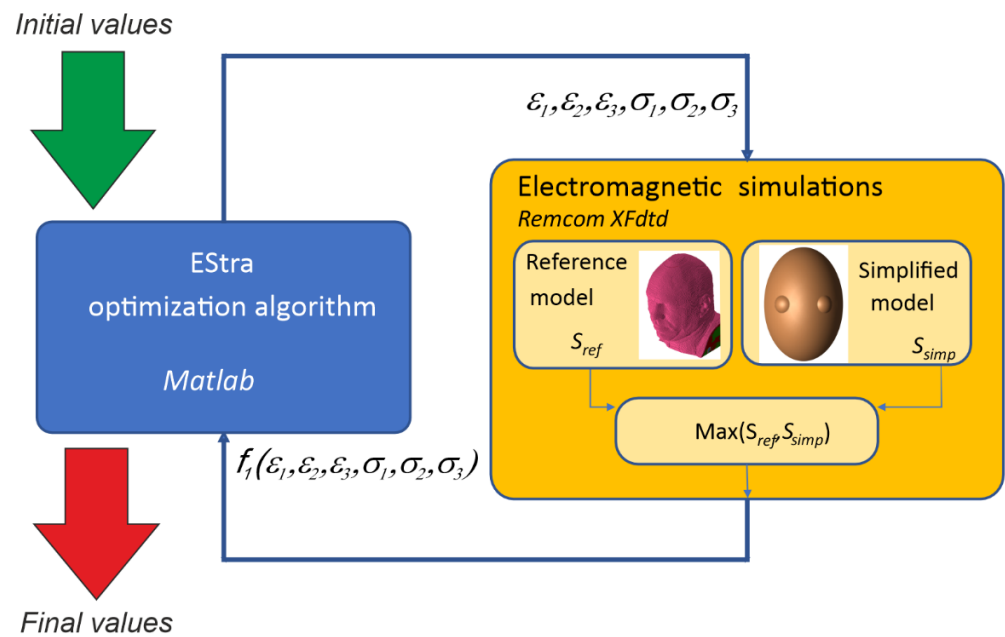 Initial values
ε1,ε2,ε3,σ1,σ2,σ3
Electromagnetic simulations
Remcom XFdtd
EStra
optimization algorithm
Matlab
Reference
model
Sref
Simplified
model
Ssimp
Max(Sref,Ssimp)
f1(ε1,ε2,ε3,σ1,σ2,σ3)
Final values